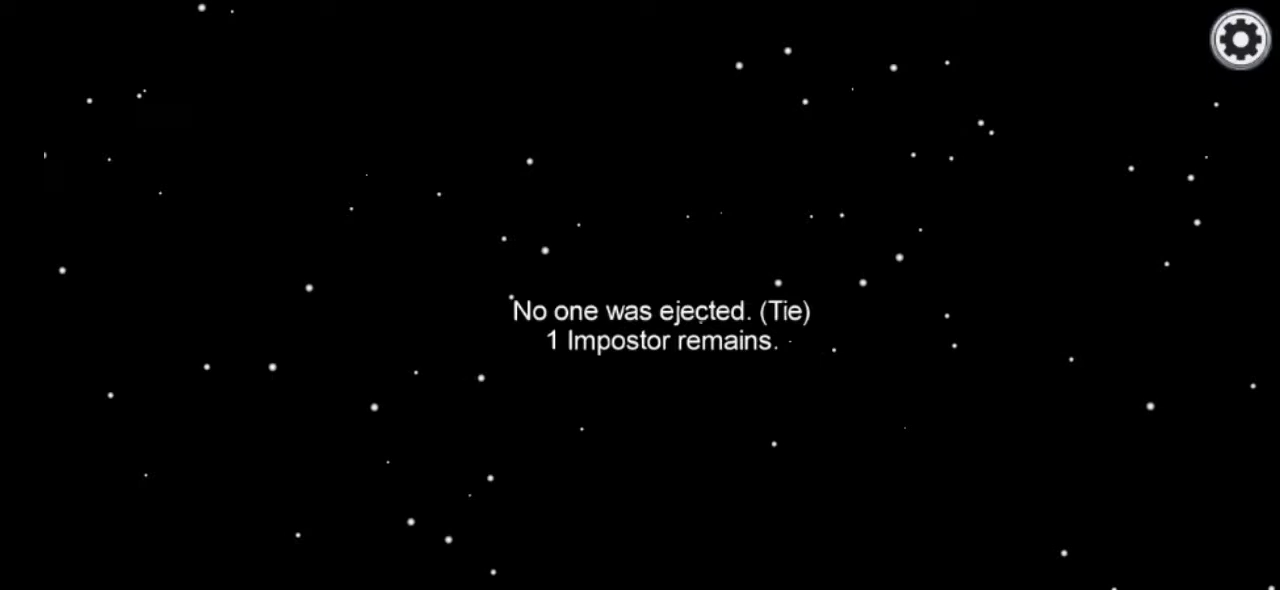 No one was ejected. (Tie)
1 Impostor remains.